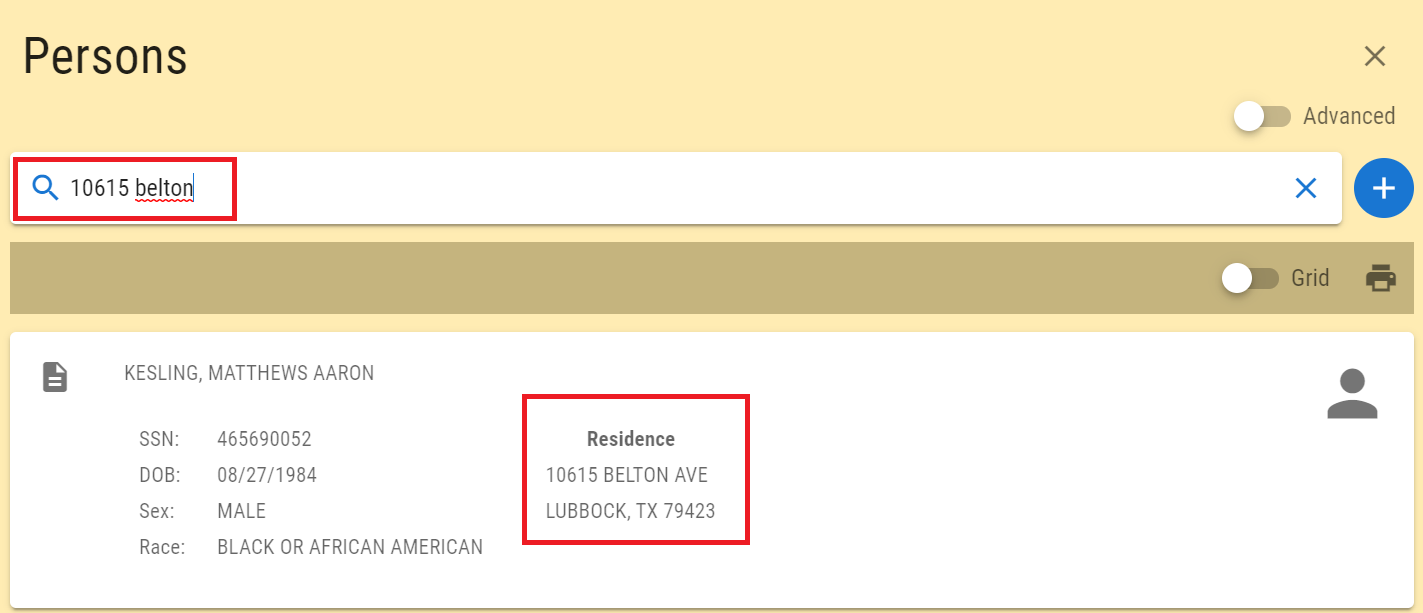 Persons
Advanced
10615 belton
Grid
KESLING, MATTHEWS AARON
SSN: 465690052
DOB: 08/27/1984
Sex: MALE
Race: BLACK OR AFRICAN AMERICAN
Residence
10615 BELTON AVE
LUBBOCK, TX 79423